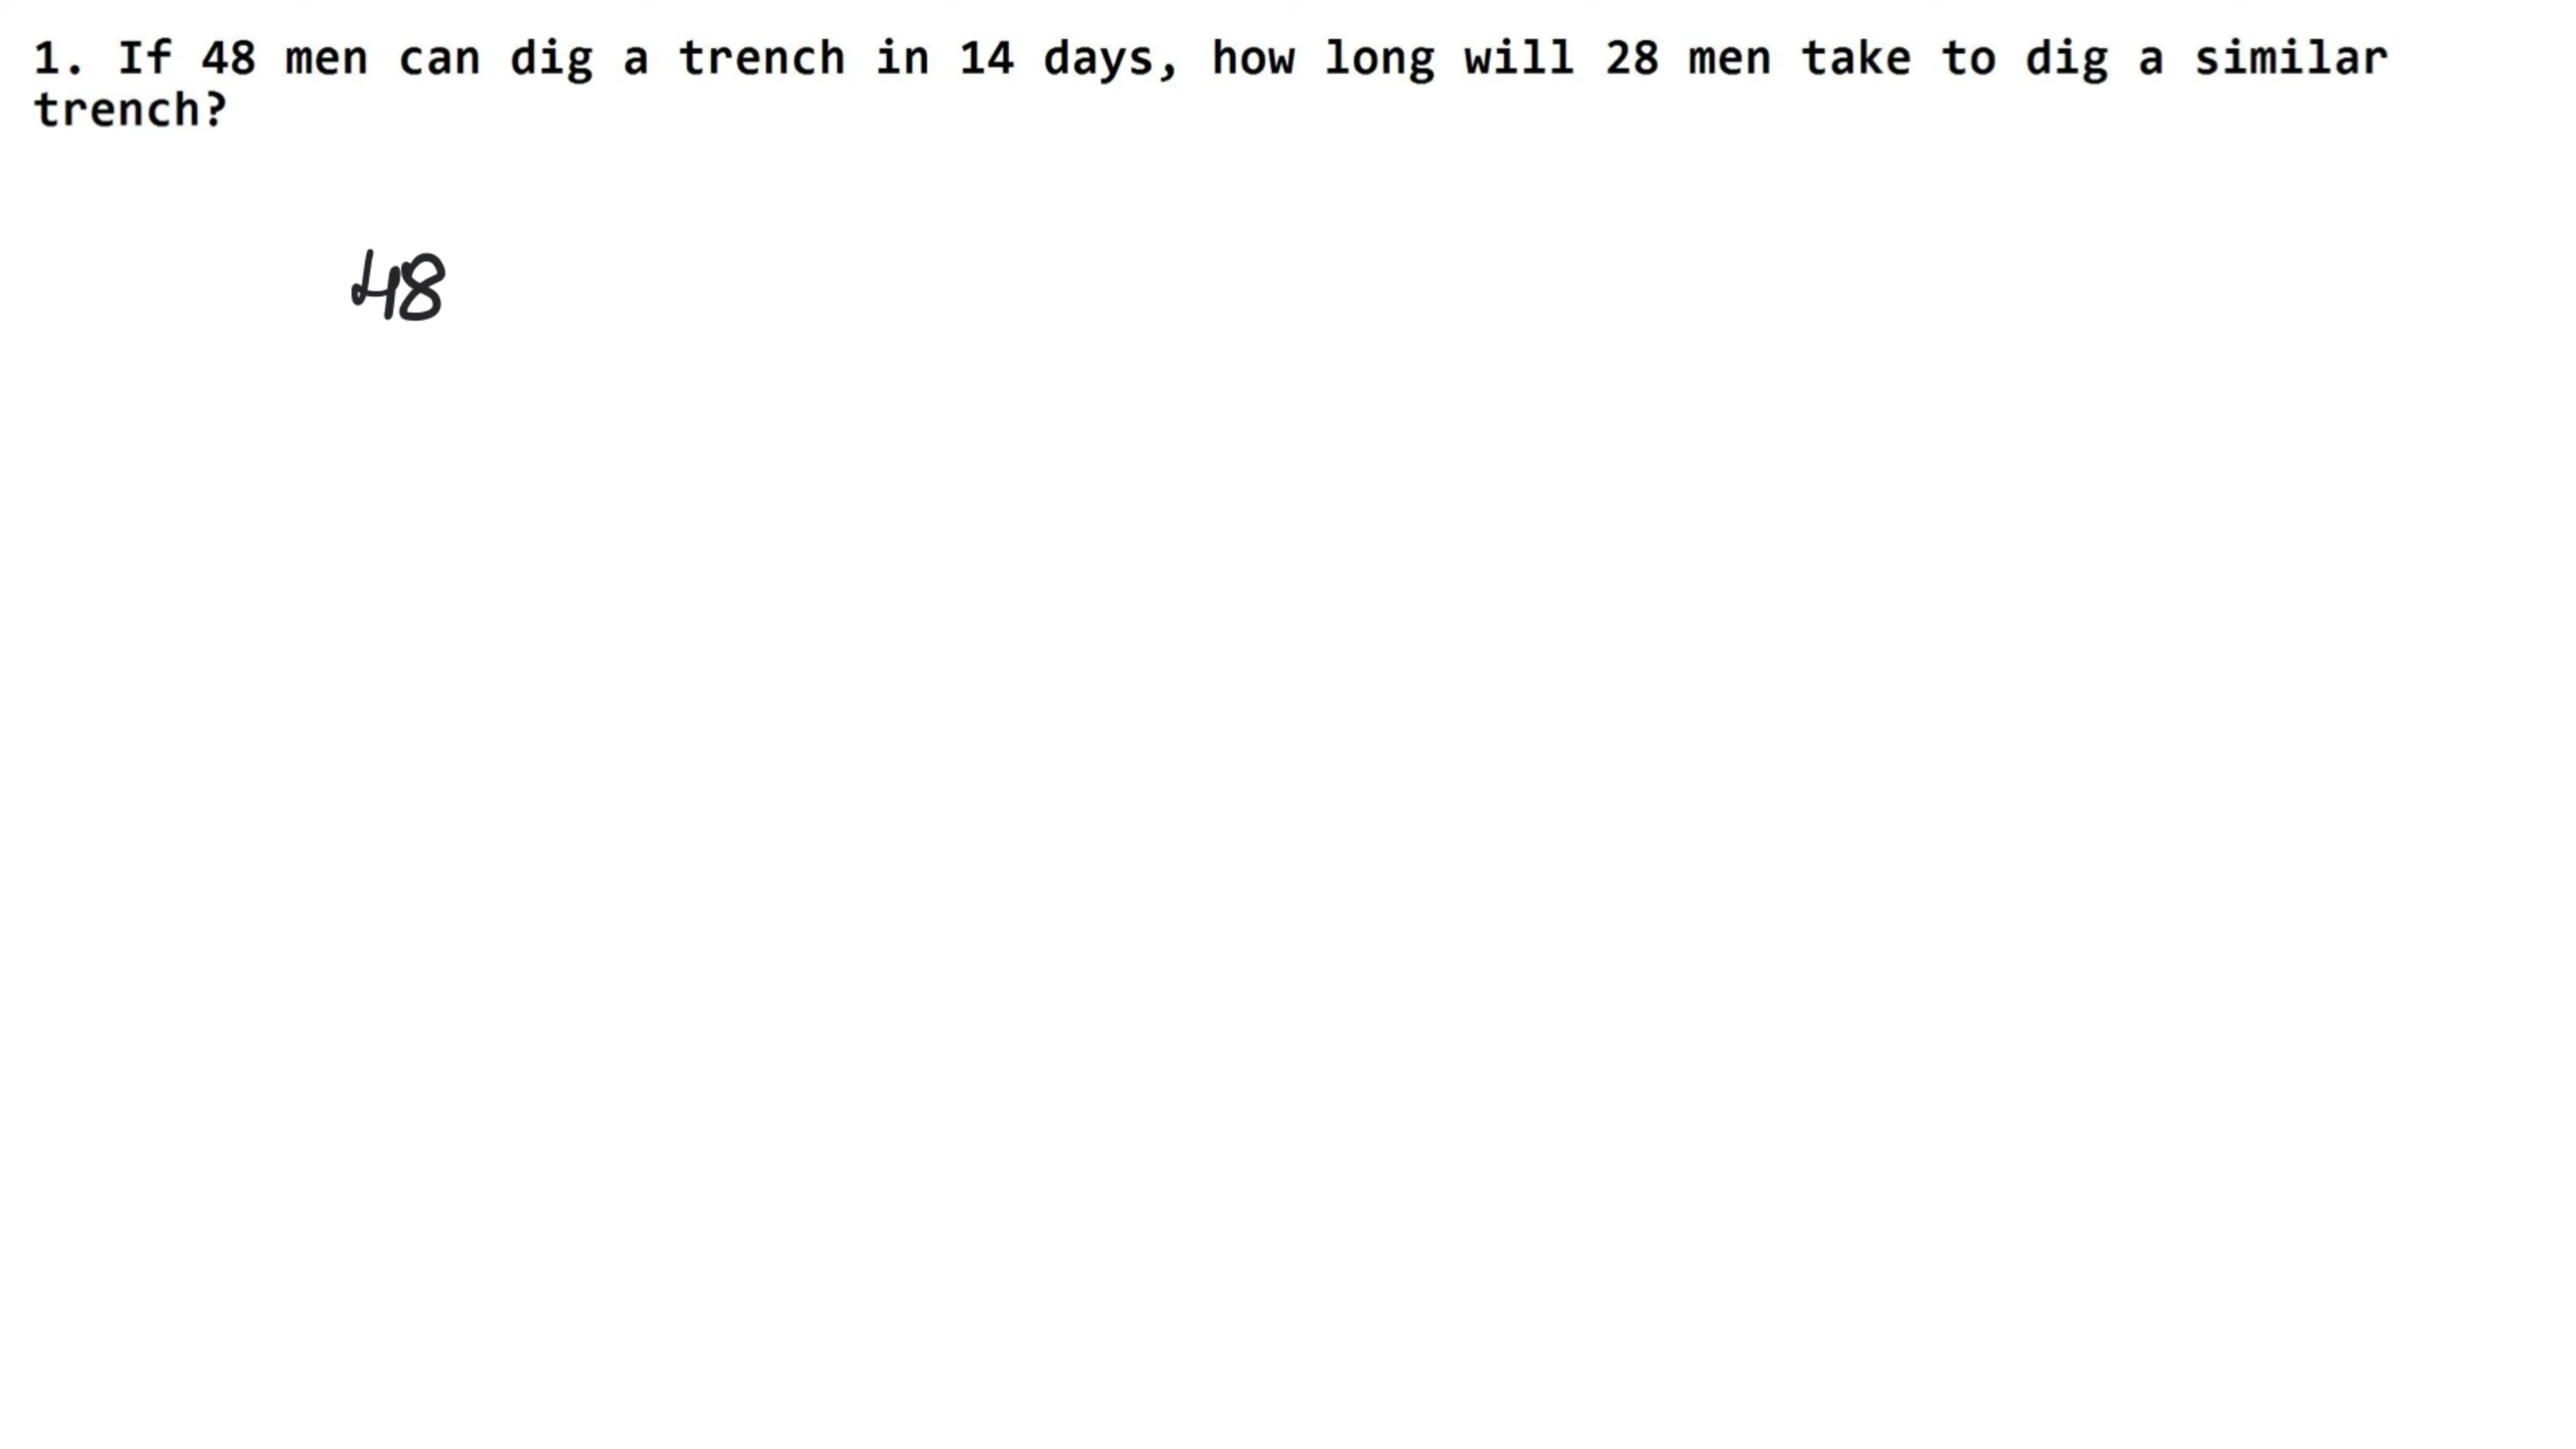 1. If 48 men can dig a trench in 14 days, how long will 28 men take to dig a similar
trench?
48